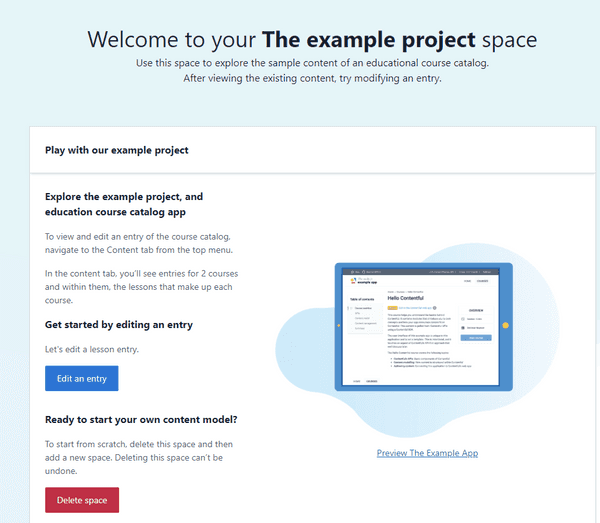 Welcome to your The example project space
Use this space to explore the sample content of an educational course catalog.
After viewing the existing content, try modifying an entry.
Play with our example project
Explore the example project, and
education course catalog app
To view and edit an entry of the course catalog,
navigate to the Content tab from the top menu.
In the content tab, you'll see entries for 2 courses
and within them, the lessons that make up each
course.
Get started by editing an entry
Let's edit a lesson entry.
Edit an entry
Ready to start your own content model?
To start from scratch, delete this space and then
add a new space. Deleting this space can't be
undone.
Delete space
example app
Table of contents
Hello Contentful
OVERVIEW
Preview The Example App